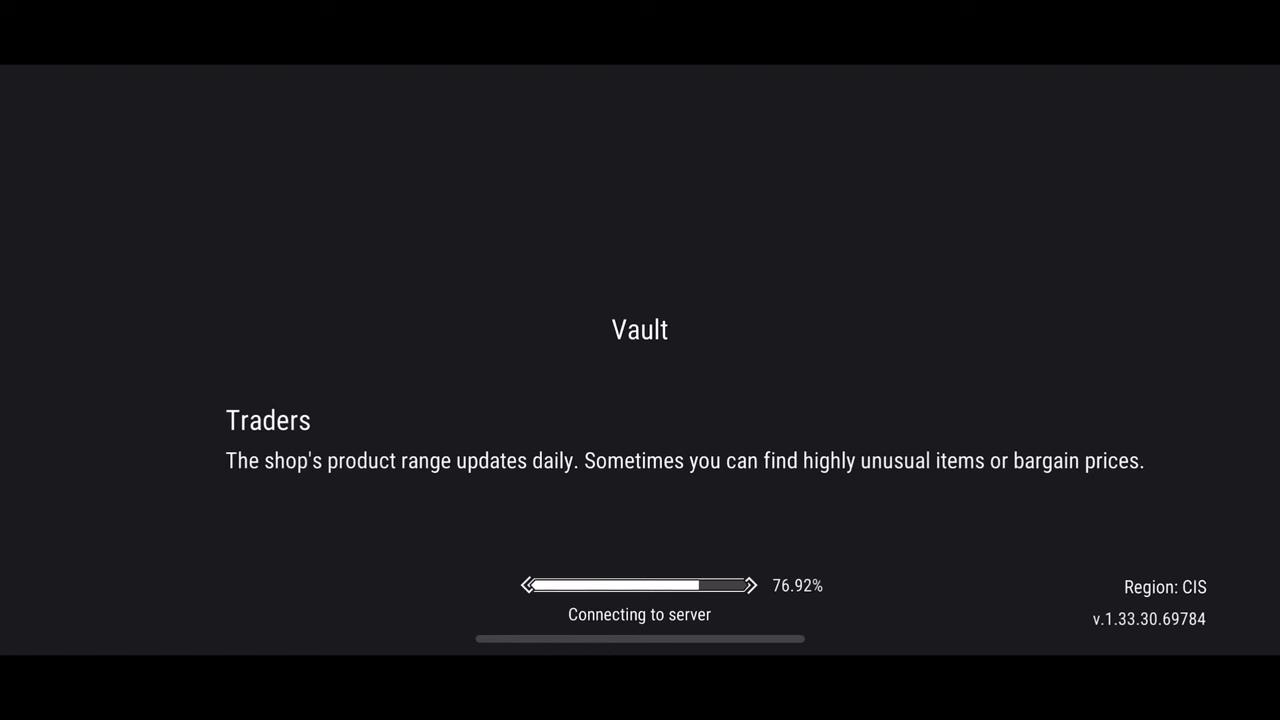 Vault
Traders
The shop's product range updates daily. Sometimes you can find highly unusual items or bargain prices.
76.92%
Connecting to server
Region: CIS
v.1.33.30.69784